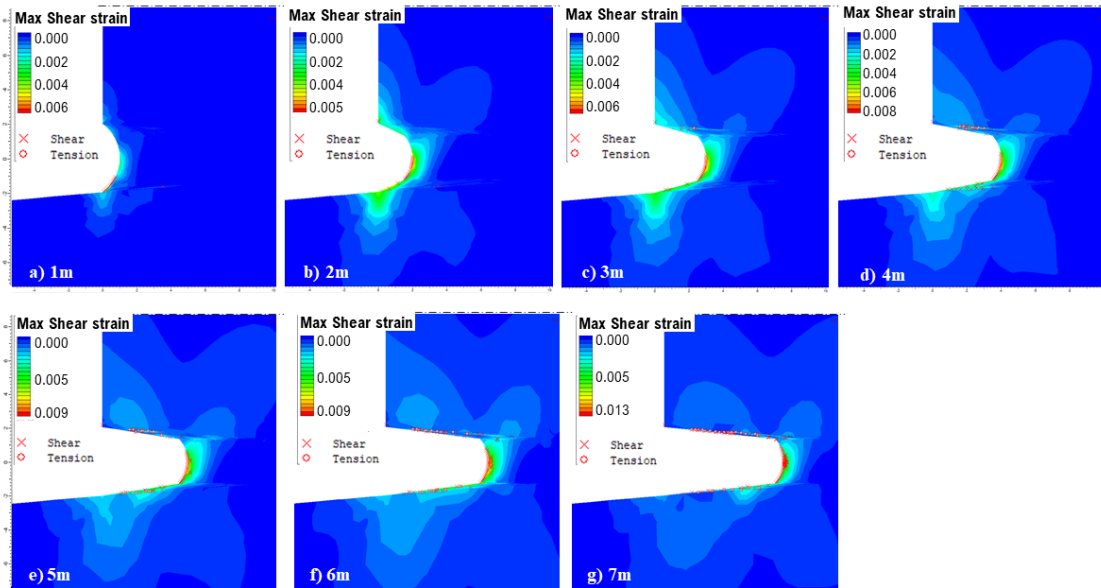 Max Shear strain
0.000
0.002
0.004
0.006
Shear
Tension
a) 1m
Max Shear strain
0.000
0.002
0.003
0.005
Shear
Tension
b) 2m
Max Shear strain
0.000
0.002
0.004
0.006
Shear
Tension
c) 3m
Max Shear strain
0.000
0.002
0.004
0.006
0.008
Shear
Tension
d) 4m
Max Shear strain
0.000
0.005
0.009
Shear
Tension
e) 5m
Max Shear strain
0.000
0.005
0.009
Shear
Tension
f) 6m
Max Shear strain
0.000
0.005
0.013
Shear
Tension
g) 7m